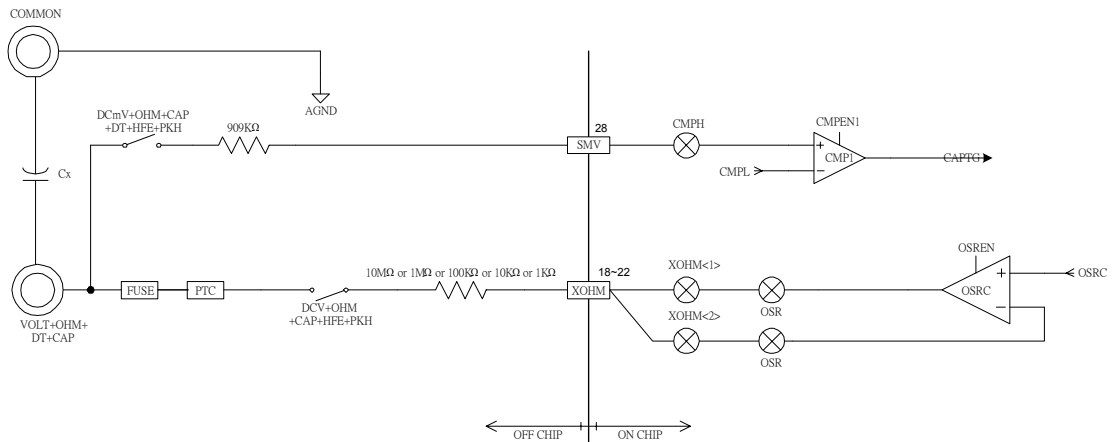 COMMON
AGND
DCmV+OHM+CAP
+DT+HFE+PKH
909KΩ
28
SMV
CMPH
CMPEN1
+
CMP1
−
CMPL
CAPTG
Cx
VOLT+OHM+
DT+CAP
FUSE
PTC
DCV+OHM
+CAP+HFE+PKH
10MΩ or 1MΩ or 100KΩ or 10KΩ or 1KΩ
18~22
XOHM
XOHM<1>
OSR
XOHM<2>
OSR
OSREN
+
OSRC
−
OSRC
OFF CHIP
ON CHIP